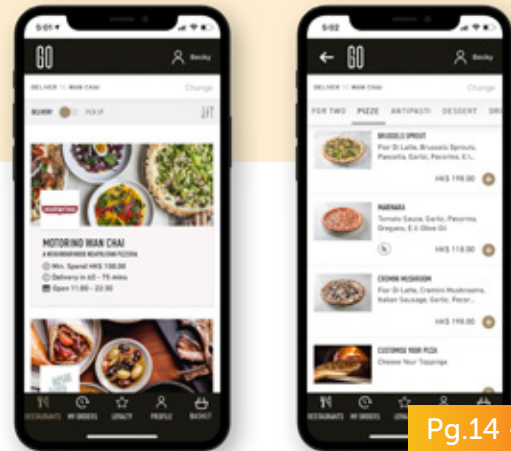 5:01
GO
Becky
DELIVER TO WAN CHAI
Change
DELIVERY
PICK UP
motorino
MOTORINO WAN CHAI
A NEIGHBOURHOOD NEAPOLITAN PIZZERIA
Min. Spend HK$ 100.00
Delivery in 60 - 75 mins
Open 11:00 - 22:30
RESTAURANTS
MY ORDERS
LOYALTY
PROFILE
BASKET
5:02
GO
Becky
DELIVER TO WAN CHAI
Change
FOR TWO
PIZZE
ANTIPASTI
DESSERT
BRUSSELS SPROUT
Fior Di Latte, Brussels Sprouts,
Pancetta, Garlic, Pecorino, E.V...
HK$ 198.00
MARINARA
Tomato Sauce, Garlic, Pecorino,
Oregano, E.V Olive Oil
HK$ 118.00
CREMINI MUSHROOM
Fior Di Latte, Cremini Mushrooms,
Italian Sausage, Garlic, Pecor...
HK$ 198.00
CUSTOMISE YOUR PIZZA
Choose Your Toppings
RESTAURANTS
MY ORDERS
Pg.14